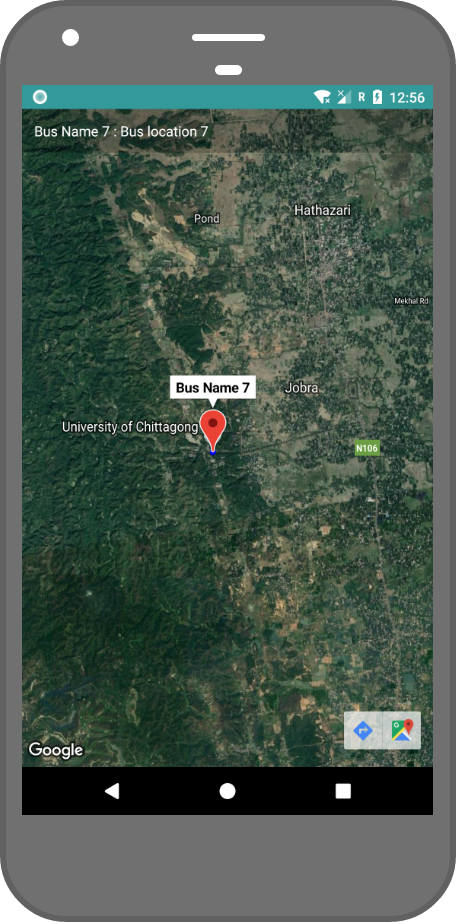 R 12:56
Bus Name 7 : Bus location 7
Hathazari
Pond
Mekhal Rd
Bus Name 7
Jobra
University of Chittagong
N106
G
Google